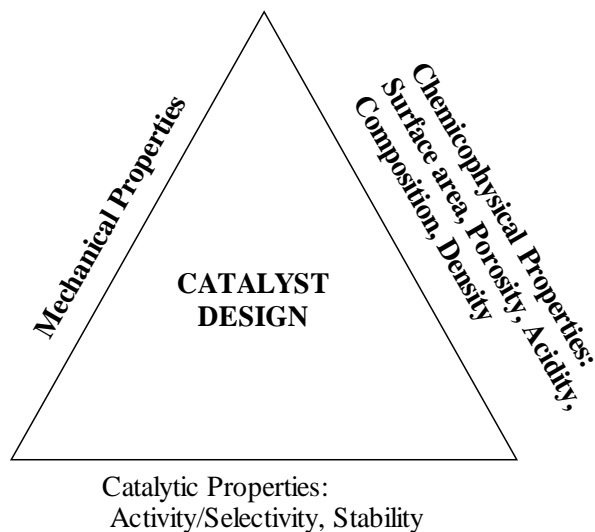 Mechanical Properties
Chemicophysical Properties:
Surface area, Porosity, Acidity,
Composition, Density
CATALYST
DESIGN
Catalytic Properties:
Activity/Selectivity, Stability